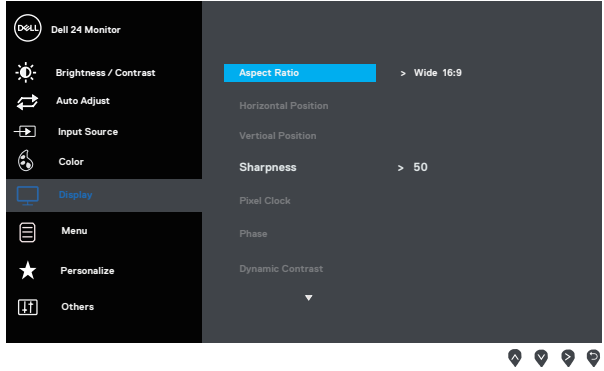 DELL
Dell 24 Monitor
Brightness / Contrast
Auto Adjust
Input Source
Color
Display
Menu
Personalize
Others
Aspect Ratio > Wide 16:9
Horizontal Position
Vertical Position
Sharpness > 50
Pixel Clock
Phase
Dynamic Contrast